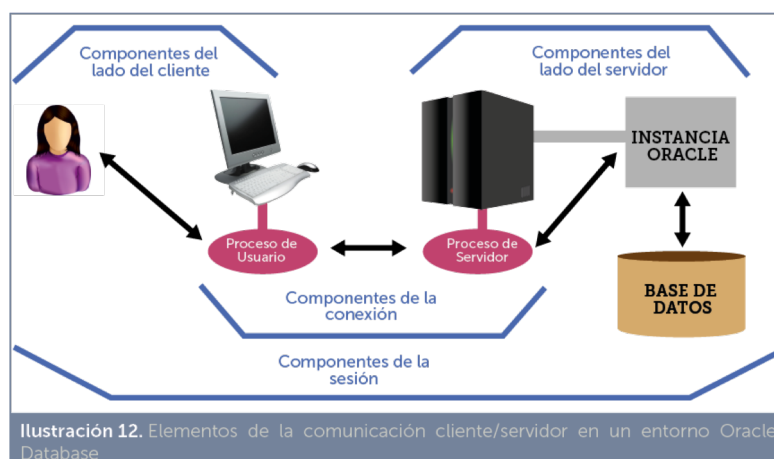 Componentes del
lado del cliente
Componentes del
lado del servidor
INSTANCIA
ORACLE
Proceso de
Usuario
Proceso de
Servidor
BASE DE
DATOS
Componentes de la
conexión
Componentes de la
sesión
Ilustración 12. Elementos de la comunicación cliente/servidor en un entorno Oracle
Database